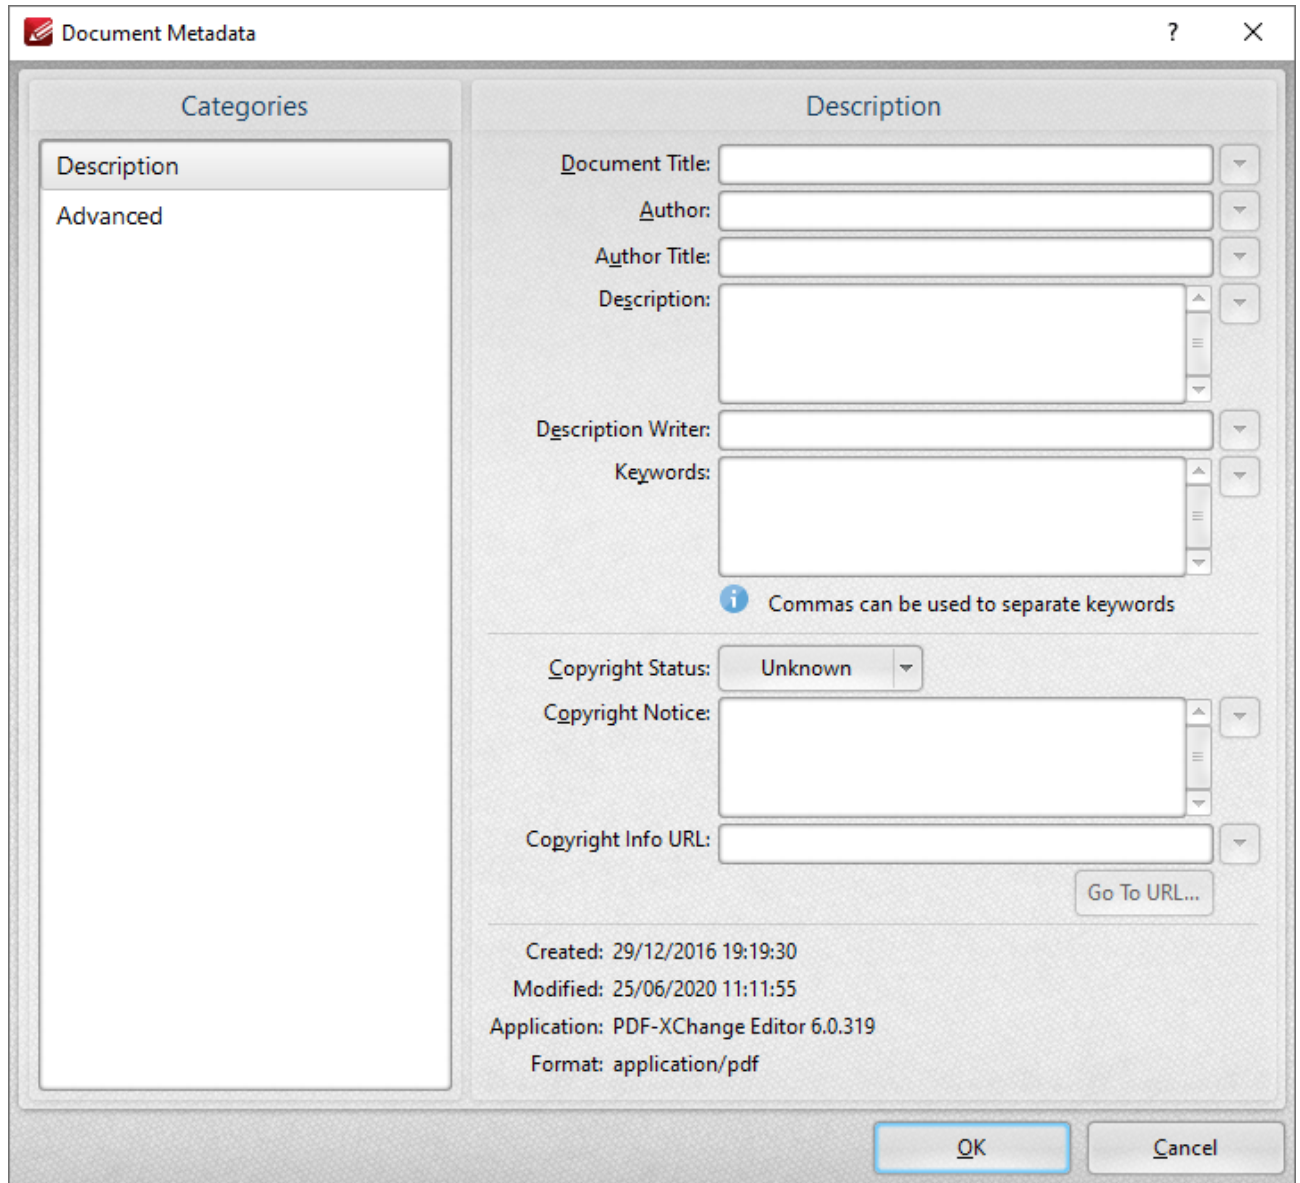 Document Metadata ?
Categories
Description
Advanced
Description
Document Title:
Author:
Author Title:
Description:
Description Writer:
Keywords:
Commas can be used to separate keywords
Copyright Status: Unknown
Copyright Notice:
Copyright Info URL:
Go To URL...
Created: 29/12/2016 19:19:30
Modified: 25/06/2020 11:11:55
Application: PDF-XChange Editor 6.0.319
Format: application/pdf
OK Cancel